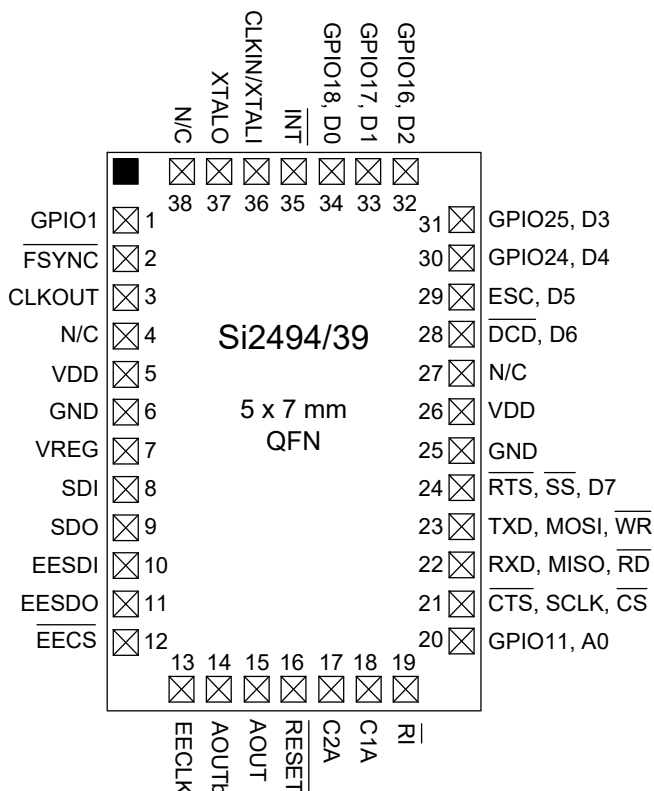 N/C
XTALO
CLKIN/XTALI
INT
GPIO18, D0
GPIO17, D1
GPIO16, D2
38 37 36 35 34 33 32
GPIO1 1
FSYNC 2
CLKOUT 3
N/C 4
VDD 5
GND 6
VREG 7
SDI 8
SDO 9
EESDI 10
EESDO 11
EECS 12
Si2494/39
5 x 7 mm
QFN
31 GPIO25, D3
30 GPIO24, D4
29 ESC, D5
28 DCD, D6
27 N/C
26 VDD
25 GND
24 RTS, SS, D7
23 TXD, MOSI, WR
22 RXD, MISO, RD
21 CTS, SCLK, CS
20 GPIO11, A0
13 14 15 16 17 18 19
EECLK
AOUTb
AOUT
RESET
C2A
C1A
RI